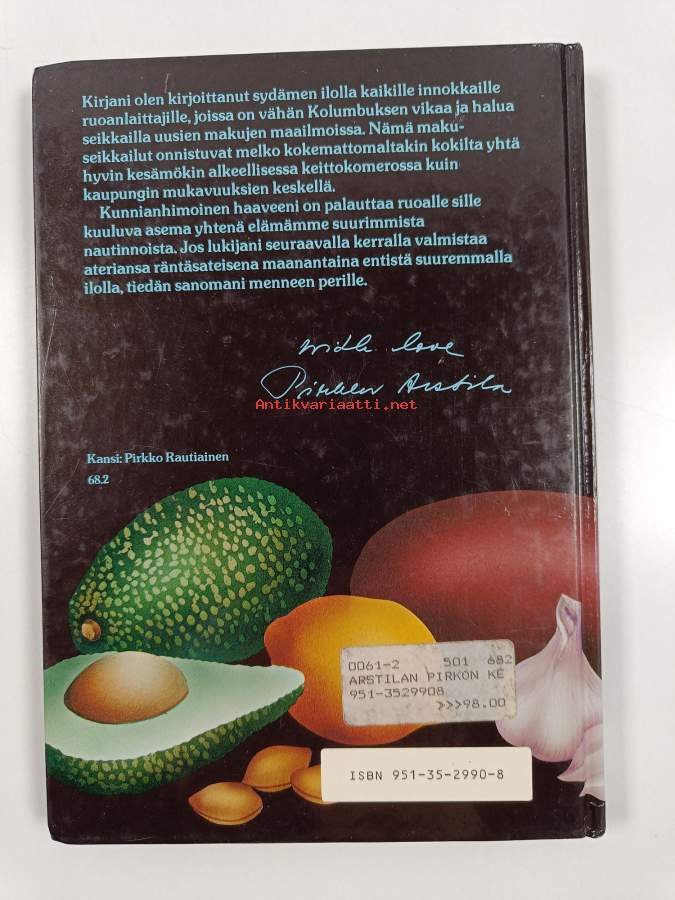 Kirjani olen kirjoittanut sydämen ilolla kaikille innokkaille
ruoanlaittajille, joissa on vähän Kolumbuksen vikaa ja halua
seikkailla uusien makujen maailmoissa. Nämä maku-
seikkailut onnistuvat melko kokemattomaltakin kokilta yhtä
hyvin kesämökin alkeellisessa keittokomerossa kuin
kaupungin mukavuuksien keskellä.
Kunnianhimoinen haaveeni on palauttaa ruoalle sille
kuuluva asema yhtenä elämämme suurimmista
nautinnoista. Jos lukijani seuraavalla kerralla valmistaa
ateriansa räntäsateisena maanantaina entistä suuremmalla
ilolla, tiedän sanomani menneen perille.
with love
Pirkko Arstila
Antikvariaatti.net
Kansi: Pirkko Rautiainen
68.2
0061-2 501 682
ARSTILAN PIRKON KE
951-3529908
>>>98.00
ISBN 951-35-2990-8